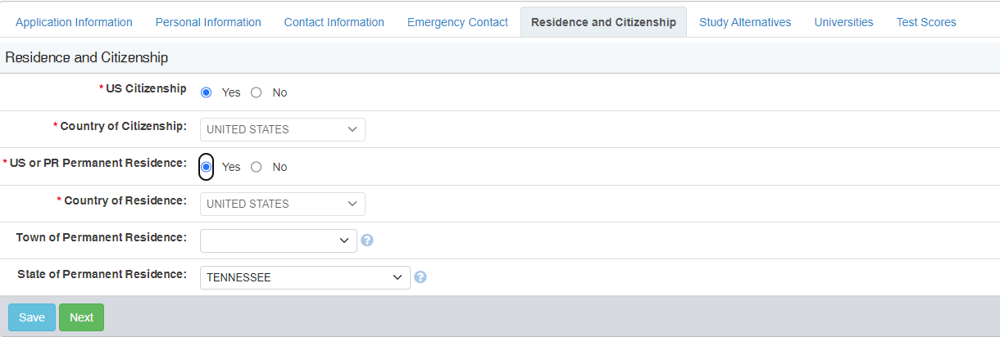 Application Information Personal Information Contact Information Emergency Contact Residence and Citizenship Study Alternatives Universities Test Scores
Residence and Citizenship
* US Citizenship Yes No
* Country of Citizenship: UNITED STATES
* US or PR Permanent Residence: Yes No
* Country of Residence: UNITED STATES
Town of Permanent Residence: ?
State of Permanent Residence: TENNESSEE ?
Save Next